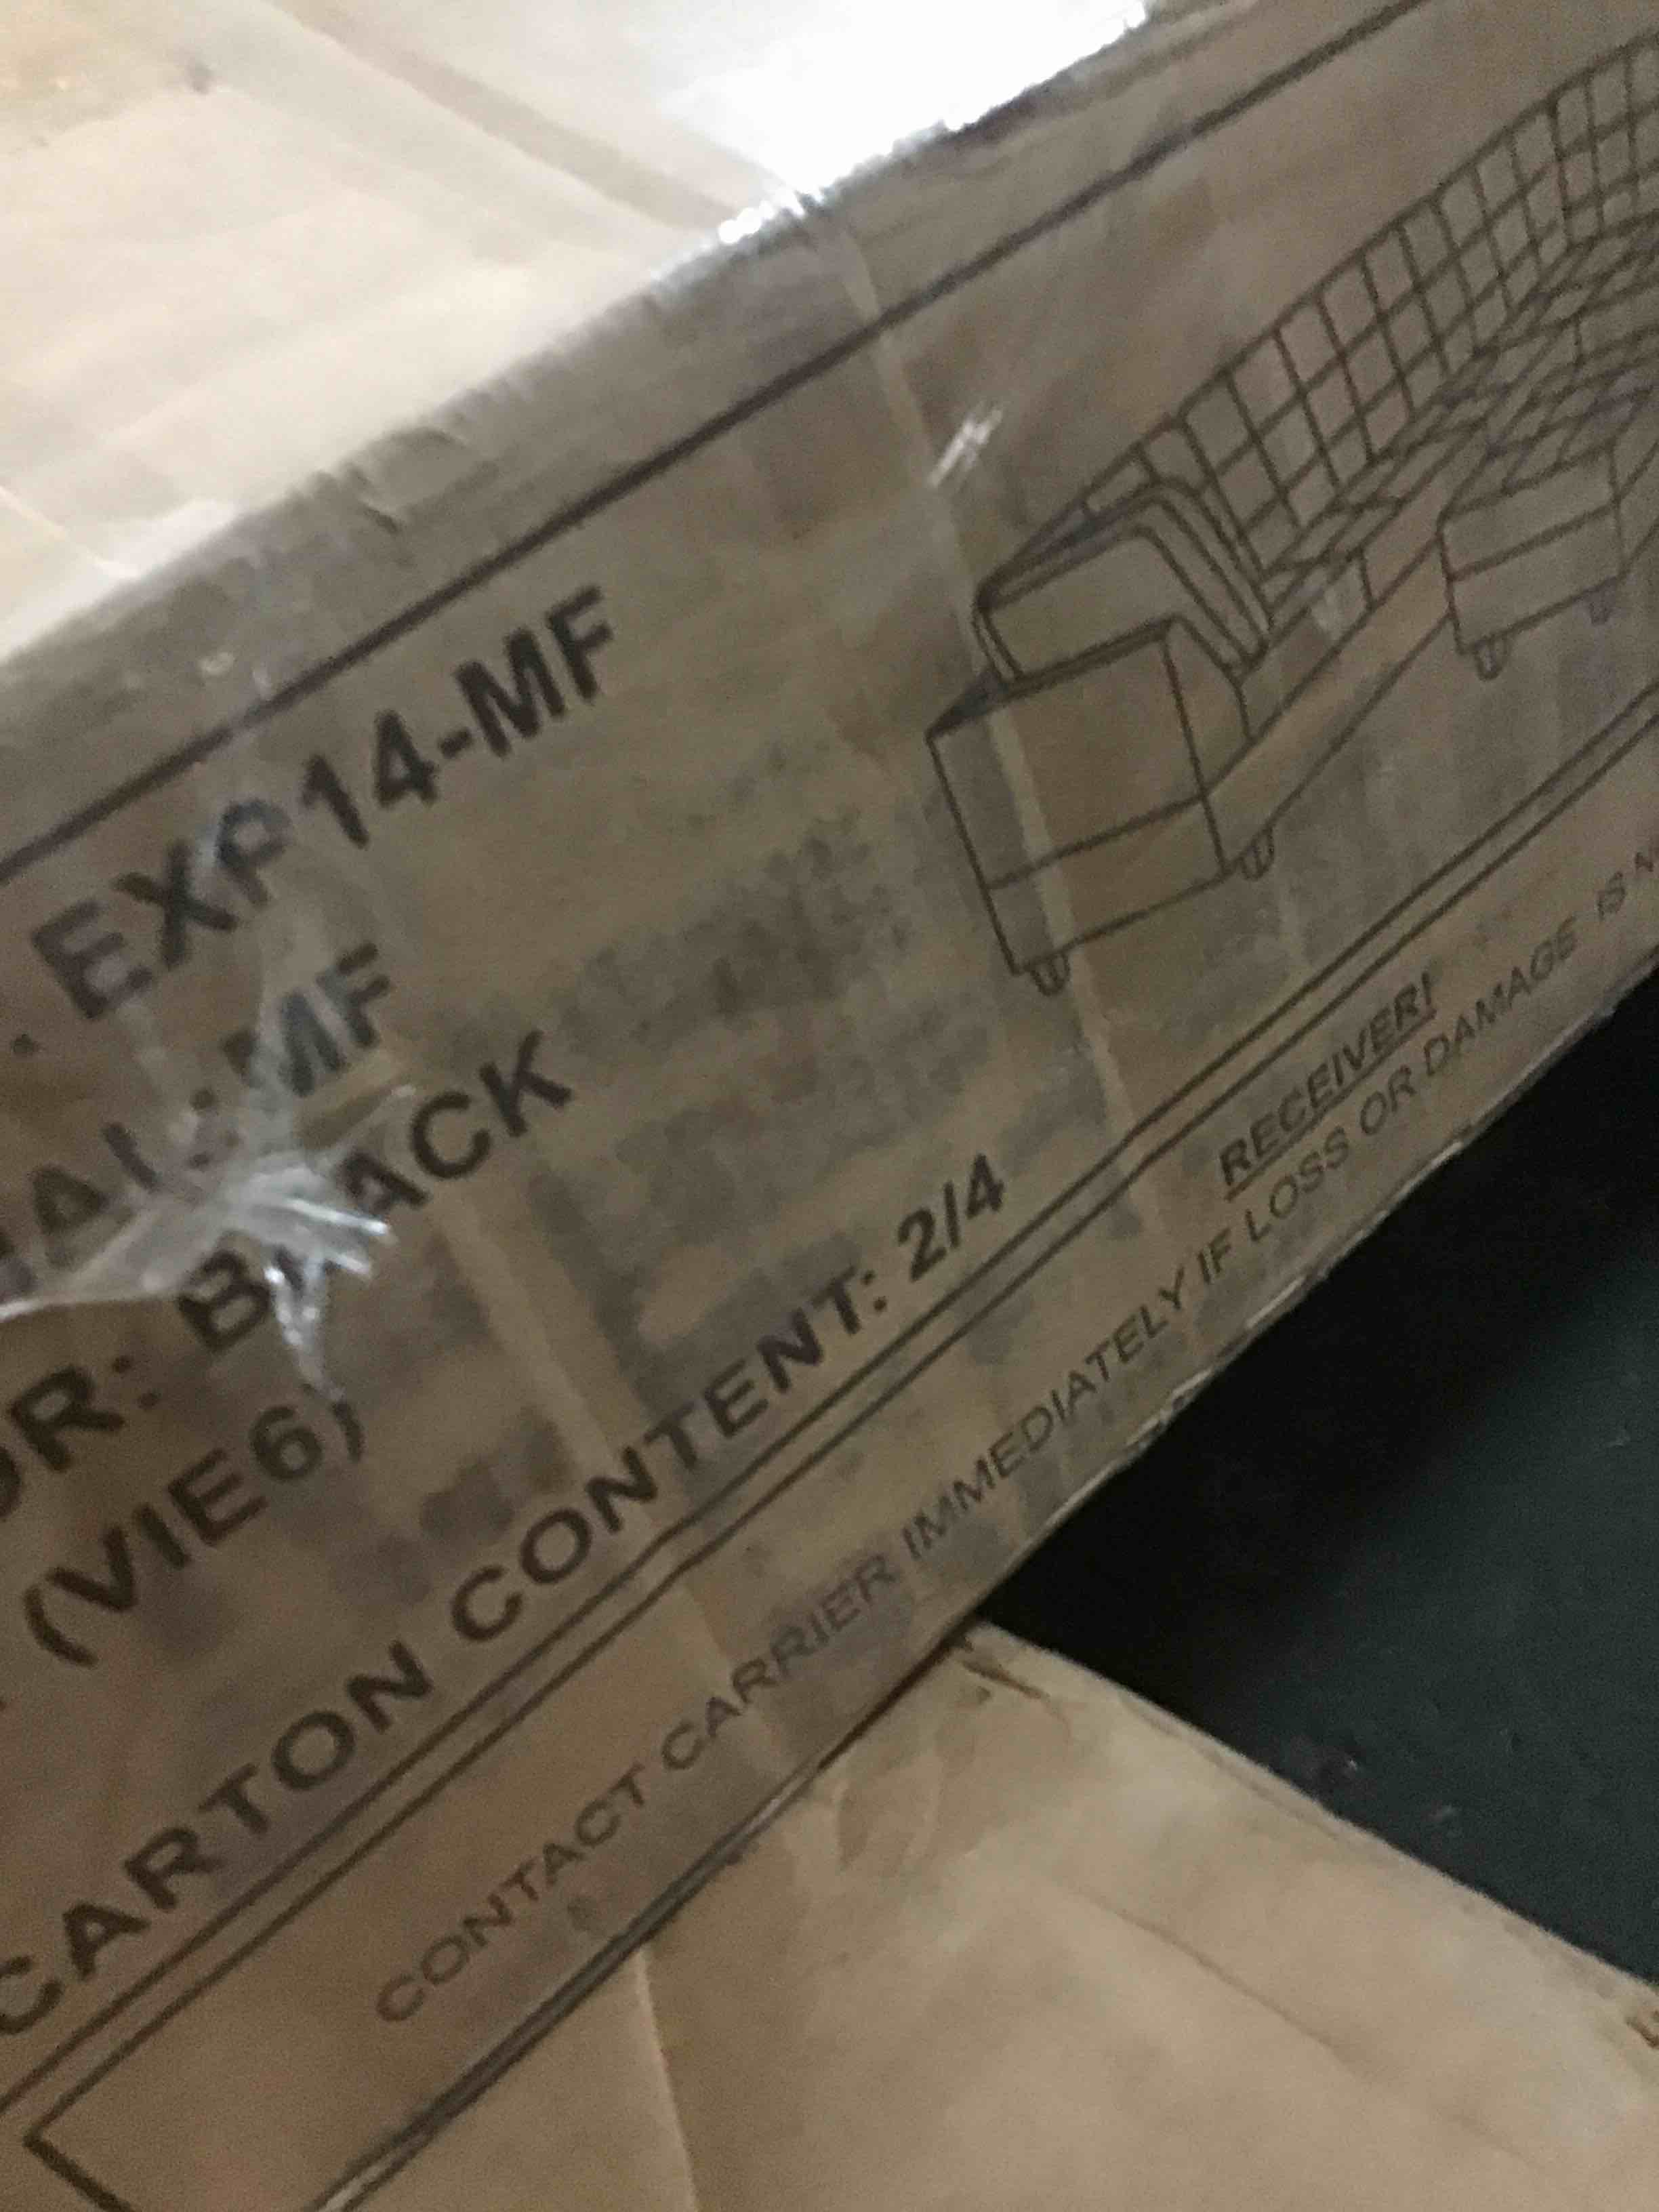 EXP14-MF
MF
BLACK
(VIE6)
CARTON CONTENT: 2/4
RECEIVER!
CONTACT CARRIER IMMEDIATELY IF LOSS OR DAMAGE IS